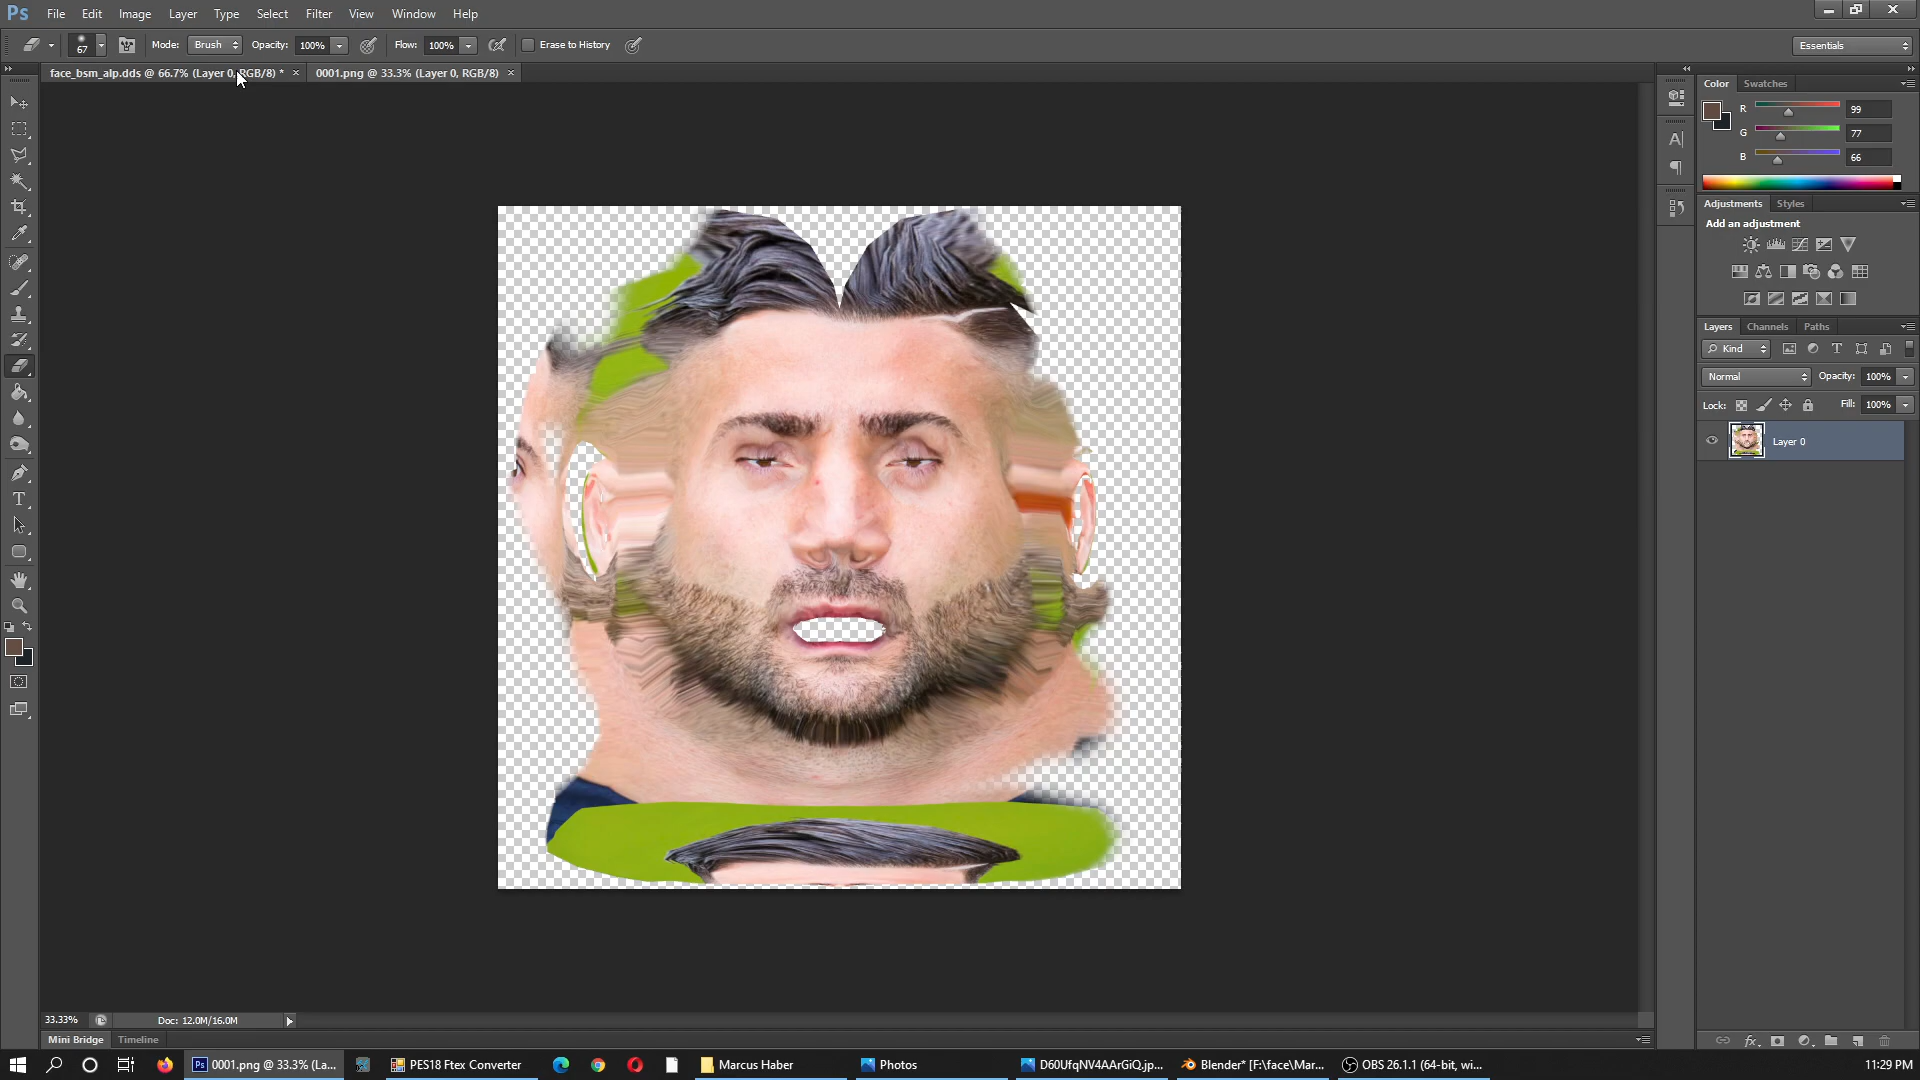 Ps File Edit Image Layer Type Select Filter View Window Help
67 Mode: Brush Opacity: 100% Flow: 100% Erase to History Essentials
face_bsm_alp.dds @ 66.7% (Layer 0, RGB/8) * × 0001.png @ 33.3% (Layer 0, RGB/8) ×
Color Swatches
R 99
G 77
B 66
Adjustments Styles
Add an adjustment
Layers Channels Paths
Kind
Normal Opacity: 100%
Lock: Fill: 100%
Layer 0
33.33% Doc: 12.0M/16.0M
Mini Bridge Timeline
0001.png @ 33.3% (La... PES18 Ftex Converter Marcus Haber Photos D60UfqNV4AArGiQ.jp... Blender* [F:\face\Mar... OBS 26.1.1 (64-bit, wi... 11:29 PM